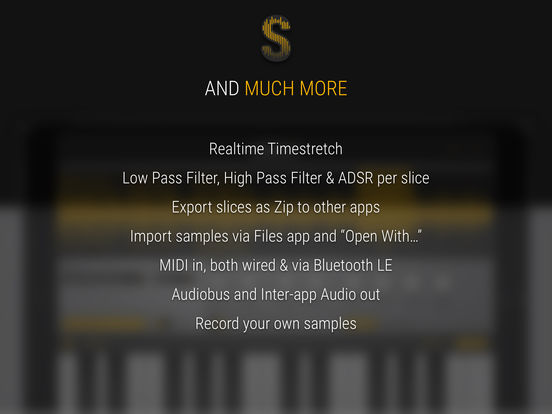 S
AND MUCH MORE
Realtime Timestretch
Low Pass Filter, High Pass Filter & ADSR per slice
Export slices as Zip to other apps
Import samples via Files app and “Open With…”
MIDI in, both wired & via Bluetooth LE
Audiobus and Inter-app Audio out
Record your own samples